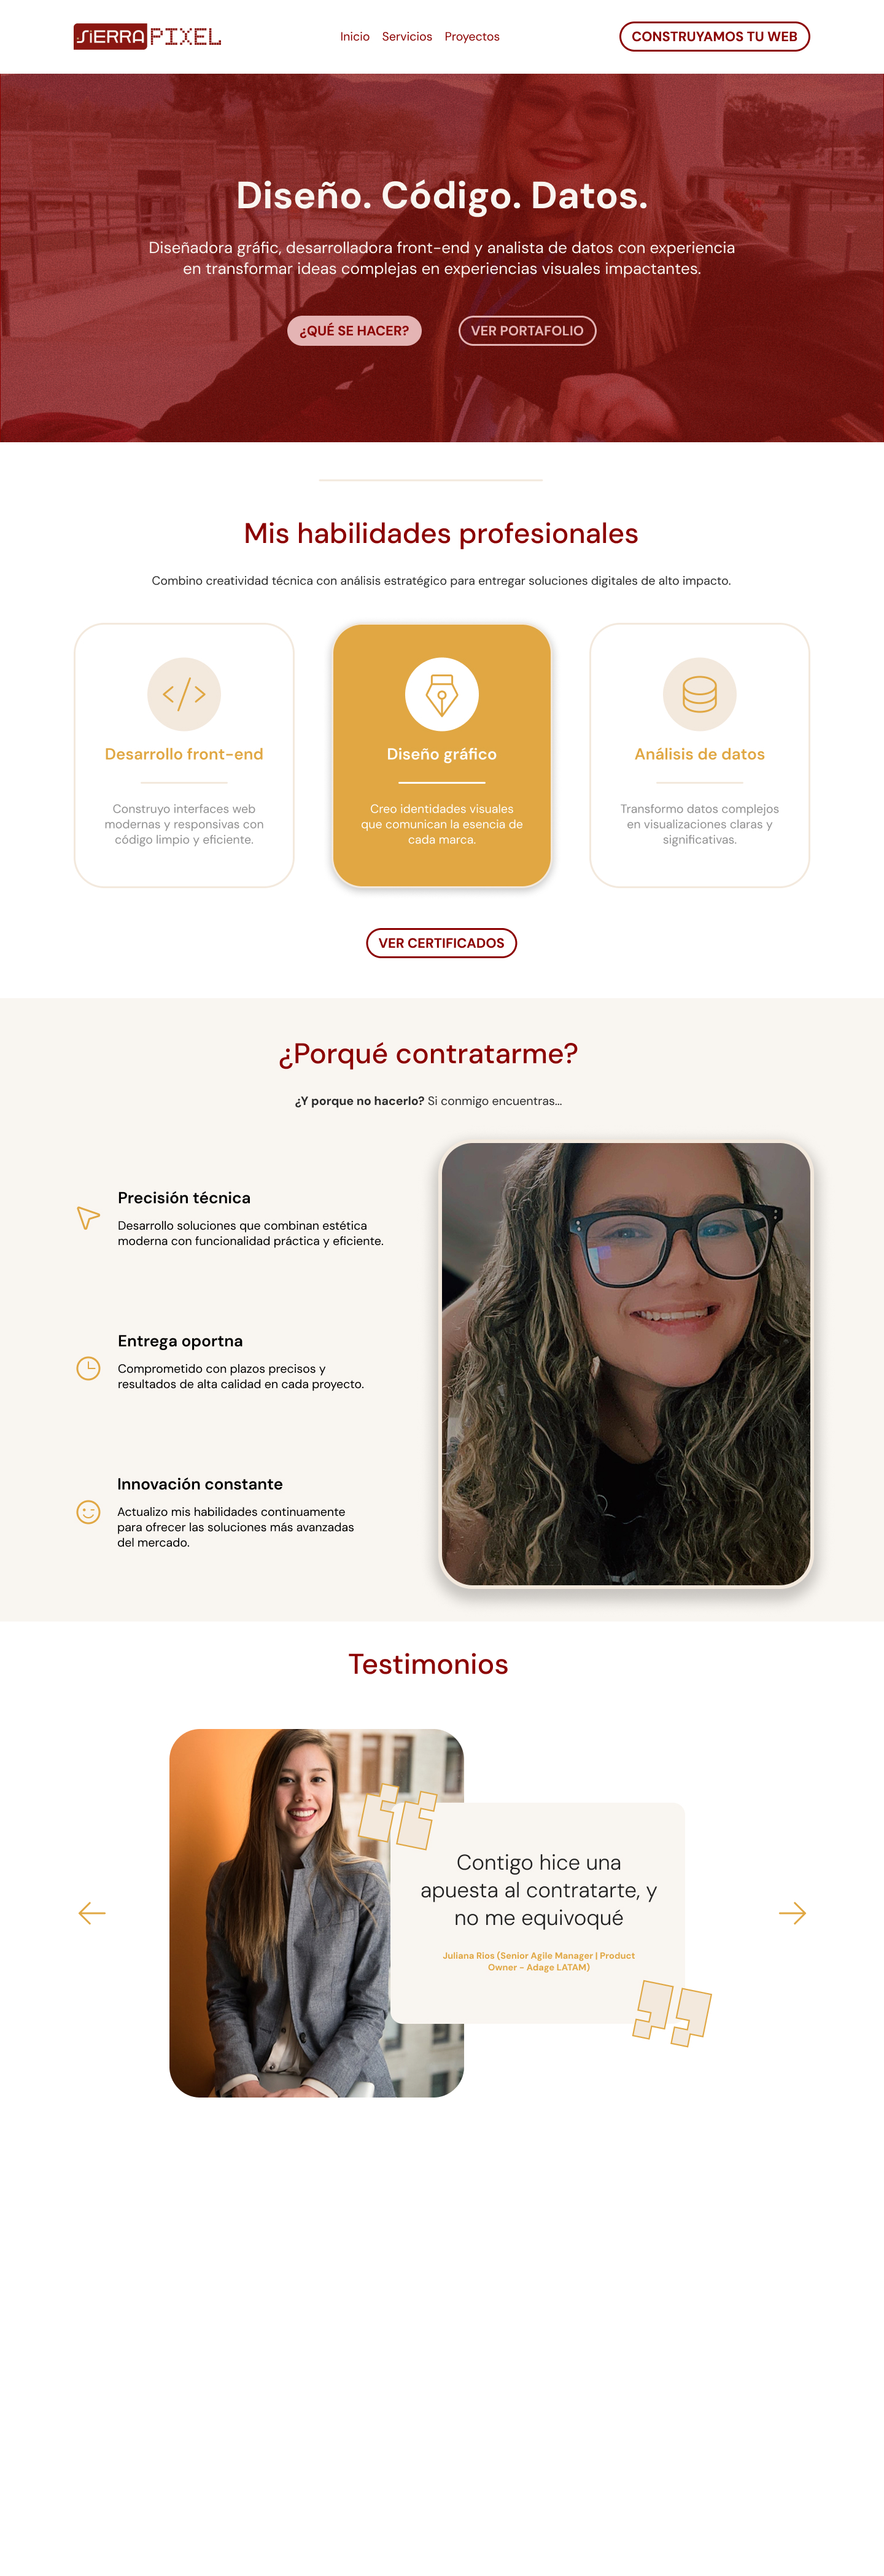 SiERRA PIXEL
Inicio Servicios Proyectos
CONSTRUYAMOS TU WEB
Diseño. Código. Datos.
Diseñadora gráfic, desarrolladora front-end y analista de datos con experiencia
en transformar ideas complejas en experiencias visuales impactantes.
¿QUÉ SE HACER?
VER PORTAFOLIO
Mis habilidades profesionales
Combino creatividad técnica con análisis estratégico para entregar soluciones digitales de alto impacto.
Desarrollo front-end
Construyo interfaces web
modernas y responsivas con
código limpio y eficiente.
Diseño gráfico
Creo identidades visuales
que comunican la esencia de
cada marca.
Análisis de datos
Transformo datos complejos
en visualizaciones claras y
significativas.
VER CERTIFICADOS
¿Porqué contratarme?
¿Y porque no hacerlo? Si conmigo encuentras...
Precisión técnica
Desarrollo soluciones que combinan estética
moderna con funcionalidad práctica y eficiente.
Entrega oportna
Comprometido con plazos precisos y
resultados de alta calidad en cada proyecto.
Innovación constante
Actualizo mis habilidades continuamente
para ofrecer las soluciones más avanzadas
del mercado.
Testimonios
Contigo hice una
apuesta al contratarte, y
no me equivoqué
Juliana Rios (Senior Agile Manager | Product
Owner - Adage LATAM)